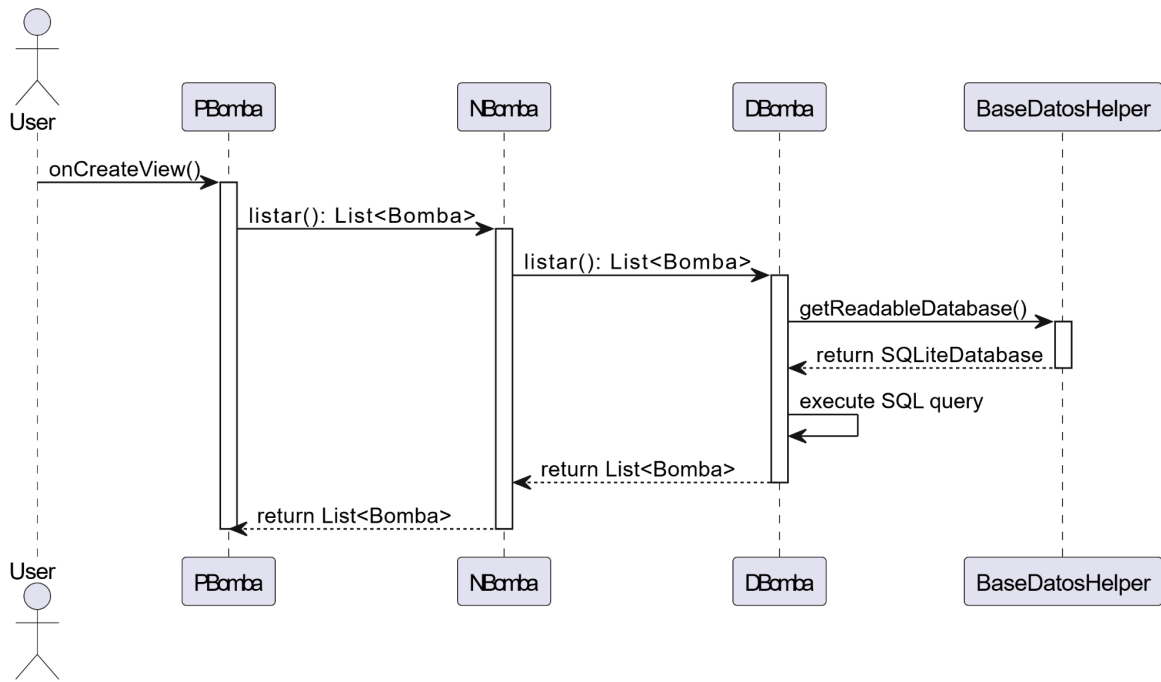 User
PBomba
NBomba
DBomba
BaseDatosHelper
onCreateView()
listar(): List<Bomba>
listar(): List<Bomba>
getReadableDatabase()
return SQLiteDatabase
execute SQL query
return List<Bomba>
return List<Bomba>
User
PBomba
NBomba
DBomba
BaseDatosHelper